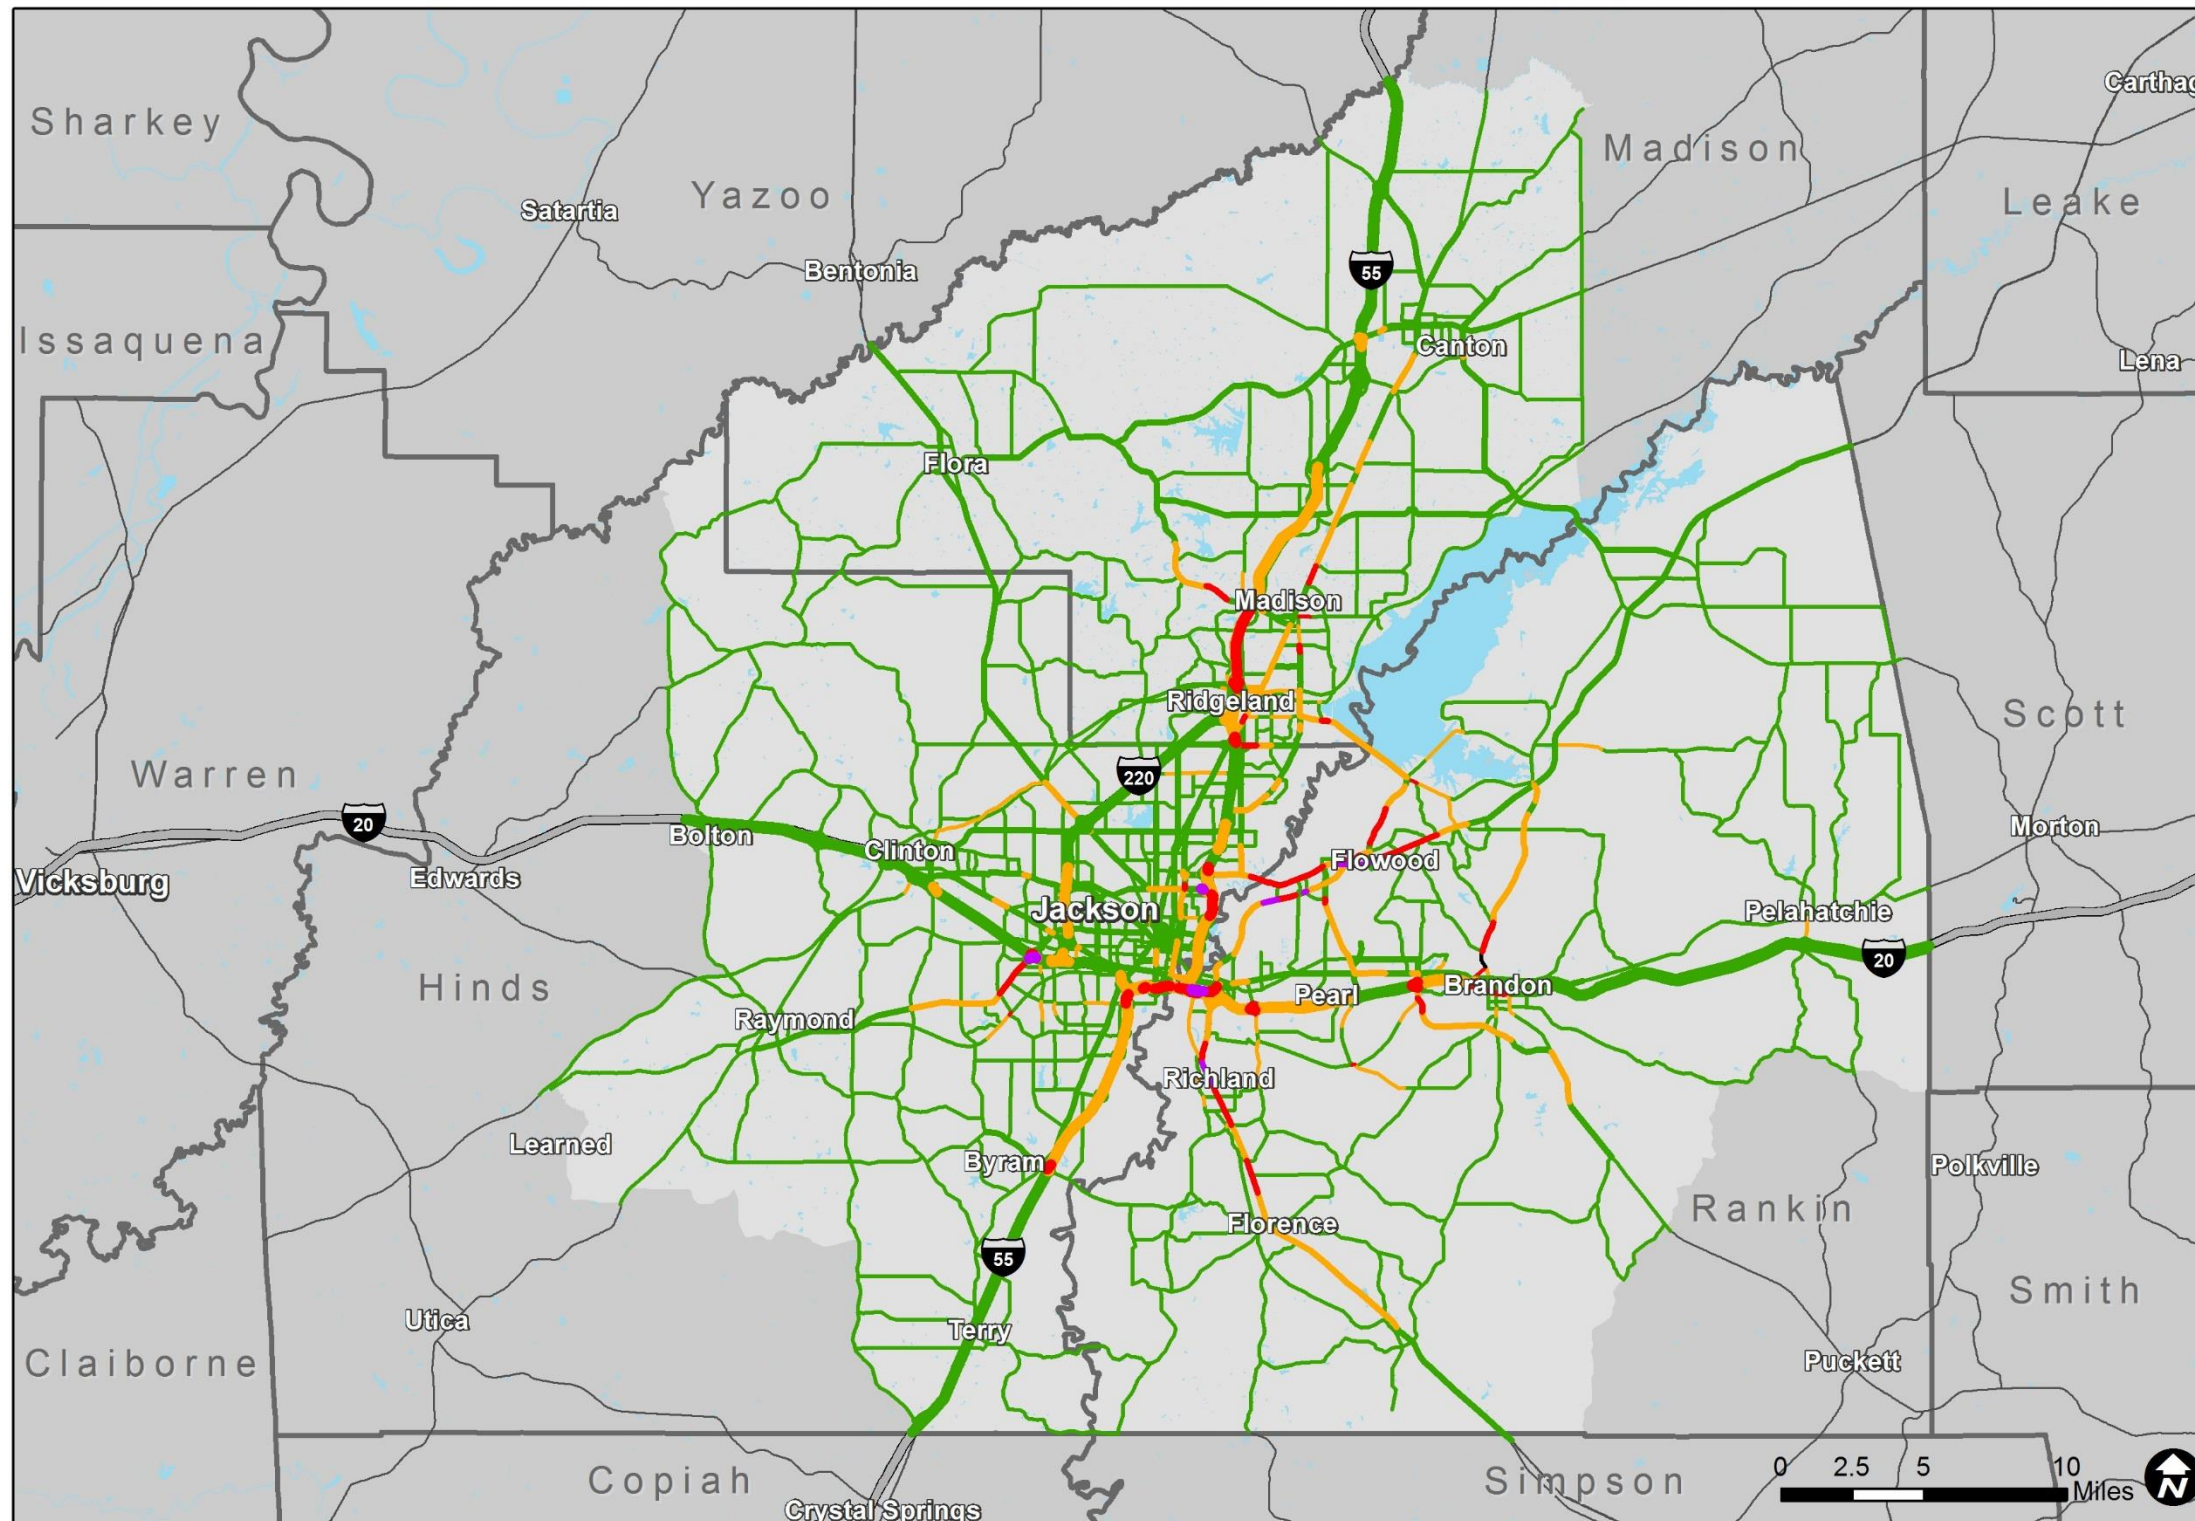 Carthag
Sharkey
Madison
Yazoo
Leake
Satartia
Bentonia
55
Issaquena
Canton
Lena
Flora
Madison
Ridgeland
Scott
Warren
220
20
Bolton
Morton
Clinton
Flowood
Vicksburg
Edwards
Jackson
Pelahatchie
20
Hinds
Brandon
Pearl
Raymond
Richland
Learned
Byram
Polkville
Rankin
Florence
55
Smith
Utica
Terry
Claiborne
Puckett
0 2.5 5 10
Copiah
Simpson
Miles
N
Crystal Springs